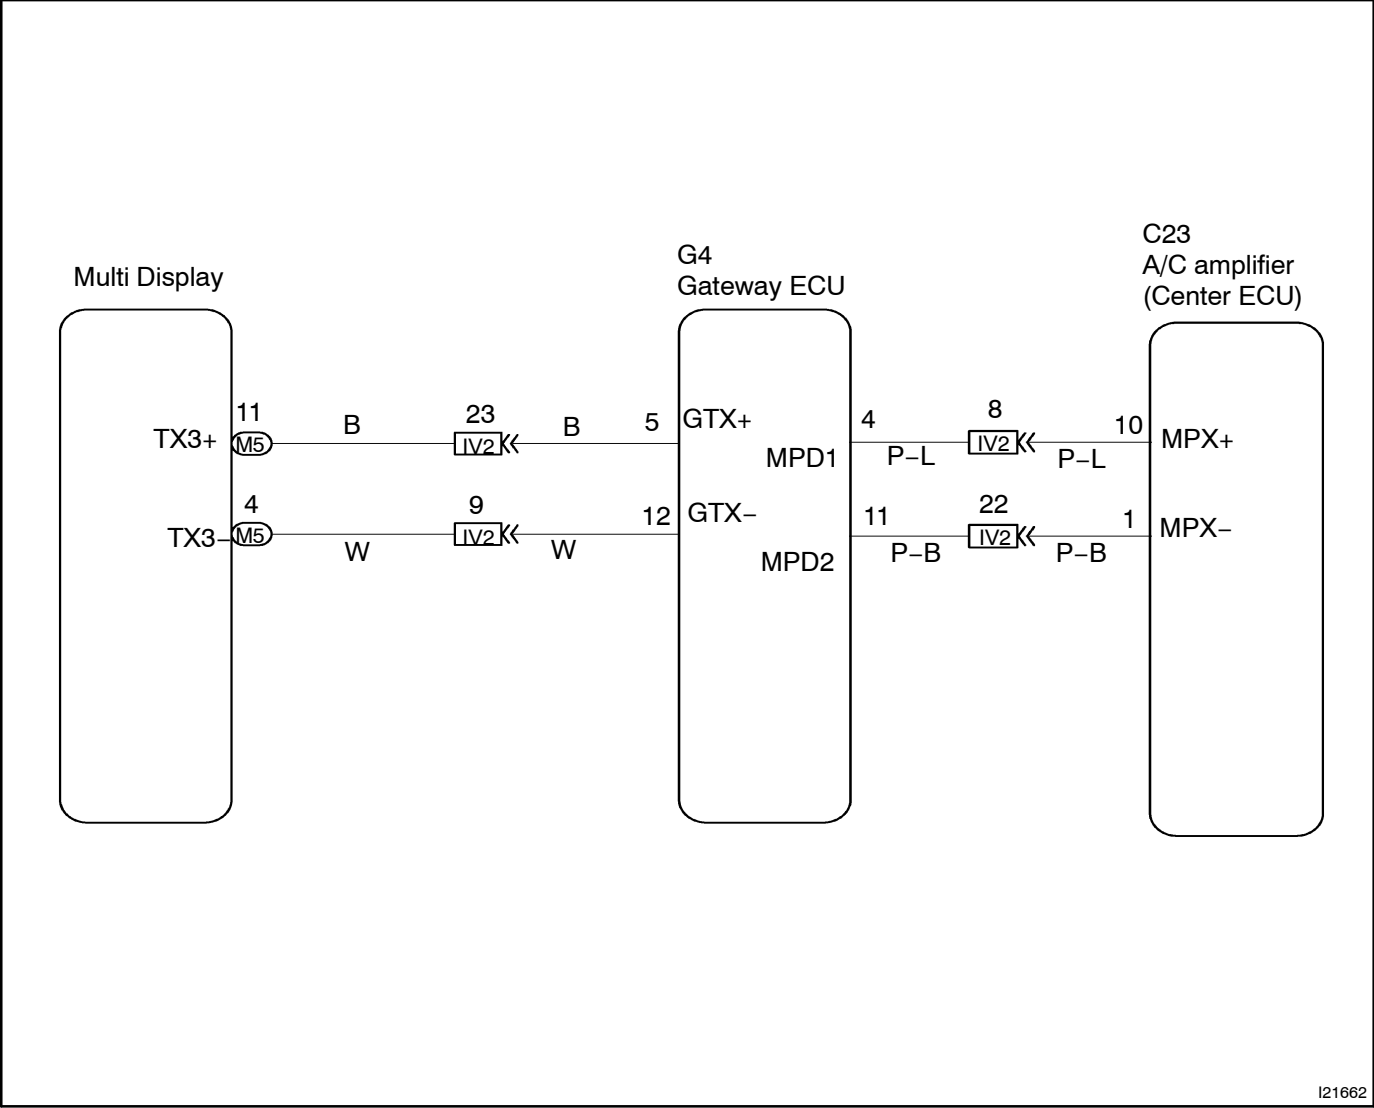 C23
A/C amplifier
(Center ECU)
G4
Gateway ECU
Multi Display
11
B
23
B
5
GTX+
4
8
10
MPX+
TX3+
M5
IV2
MPD1
P−L
IV2
P−L
4
9
12
GTX−
11
22
1
MPX−
TX3−
M5
W
IV2
W
MPD2
P−B
IV2
P−B
I21662